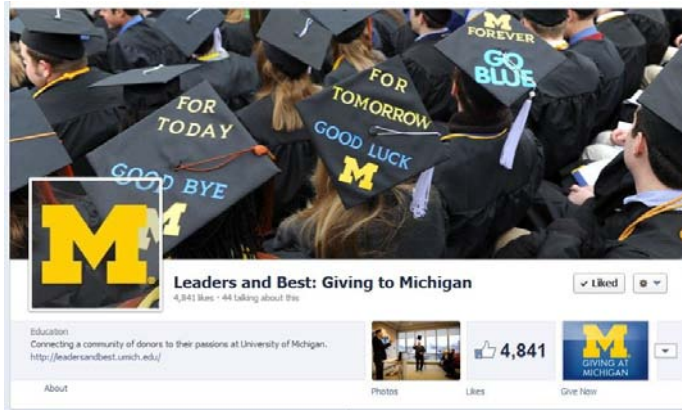 FOR
TODAY
GOOD BYE
M
FOR
TOMORROW
GOOD LUCK
M
M
FOREVER
GO
BLUE
M
Leaders and Best: Giving to Michigan
4,841 likes · 44 talking about this
✓ Liked
Education
Connecting a community of donors to their passions at University of Michigan.
http://leadersandbest.umich.edu/
About
Photos
4,841
Likes
M
GIVING AT
MICHIGAN
Give Now